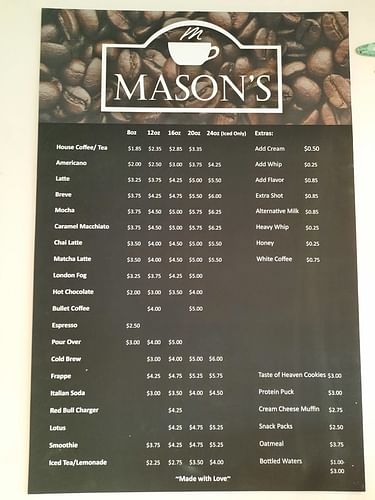 m
MASON'S
8oz 12oz 16oz 20oz 24oz (Iced Only) Extras:
House Coffee/ Tea $1.85 $2.35 $2.85 $3.35 Add Cream $0.50
Americano $2.00 $2.50 $3.00 $3.75 $4.25 Add Whip $0.25
Latte $3.25 $3.75 $4.25 $5.00 $5.50 Add Flavor $0.85
Breve $3.75 $4.25 $4.75 $5.50 $6.00 Extra Shot $0.85
Mocha $3.75 $4.50 $5.00 $5.75 $6.25 Alternative Milk $0.85
Caramel Macchiato $3.75 $4.50 $5.00 $5.75 $6.25 Heavy Whip $0.25
Chai Latte $3.50 $4.00 $4.50 $5.00 $5.50 Honey $0.25
Matcha Latte $3.50 $4.00 $4.50 $5.00 $5.50 White Coffee $0.75
London Fog $3.25 $3.75 $4.25 $5.00
Hot Chocolate $2.00 $3.00 $3.50 $4.00
Bullet Coffee $4.00 $5.00
Espresso $2.50
Pour Over $3.00 $4.00 $5.00
Cold Brew $3.00 $4.00 $5.00 $6.00
Frappe $4.25 $4.75 $5.25 $5.75 Taste of Heaven Cookies $3.00
Italian Soda $3.00 $3.50 $4.00 $4.50 Protein Puck $3.00
Red Bull Charger $4.25 Cream Cheese Muffin $2.75
Lotus $4.25 $4.75 $5.25 Snack Packs $2.50
Smoothie $3.75 $4.25 $4.75 $5.25 Oatmeal $3.75
Iced Tea/Lemonade $2.25 $2.75 $3.50 $4.00 Bottled Waters $1.00-
$3.00
~Made with Love~